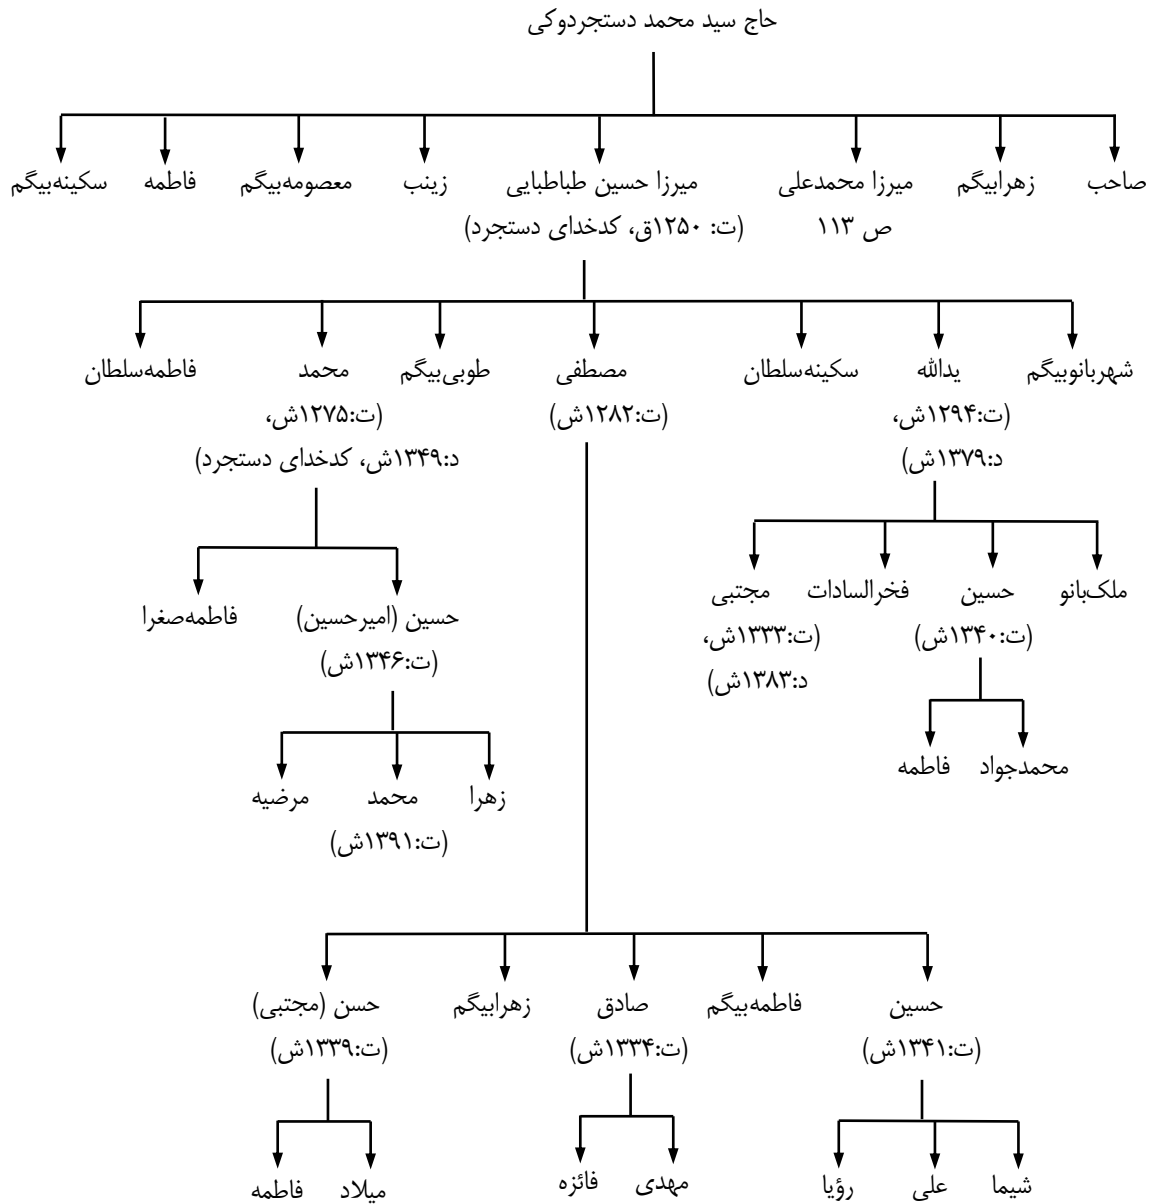 حاج سید محمد دستجردوکی
صاحب زهرابیگم میرزا محمدعلی میرزا حسین طباطبایی زینب معصومه‌بیگم فاطمه سکینه‌بیگم
ص ۱۱۳ (ت: ۱۲۵۰ق، کدخدای دستجرد)
شهربانوبیگم یدالله سکینه‌سلطان مصطفی طوبی‌بیگم محمد فاطمه‌سلطان
(ت:۱۲۹۴ش، (ت:۱۲۸۲ش) (ت:۱۲۷۵ش،
د:۱۳۷۹ش) د:۱۳۴۹ش، کدخدای دستجرد)
ملک‌بانو حسین فخرالسادات مجتبی حسین (امیرحسین) فاطمه‌صغرا
(ت:۱۳۴۰ش) (ت:۱۳۳۳ش، (ت:۱۳۴۶ش)
د:۱۳۸۳ش)
محمدجواد فاطمه زهرا محمد مرضیه
(ت:۱۳۹۱ش)
حسین فاطمه‌بیگم صادق زهرابیگم حسن (مجتبی)
(ت:۱۳۴۱ش) (ت:۱۳۳۴ش) (ت:۱۳۳۹ش)
شیما علی رؤیا مهدی فائزه میلاد فاطمه